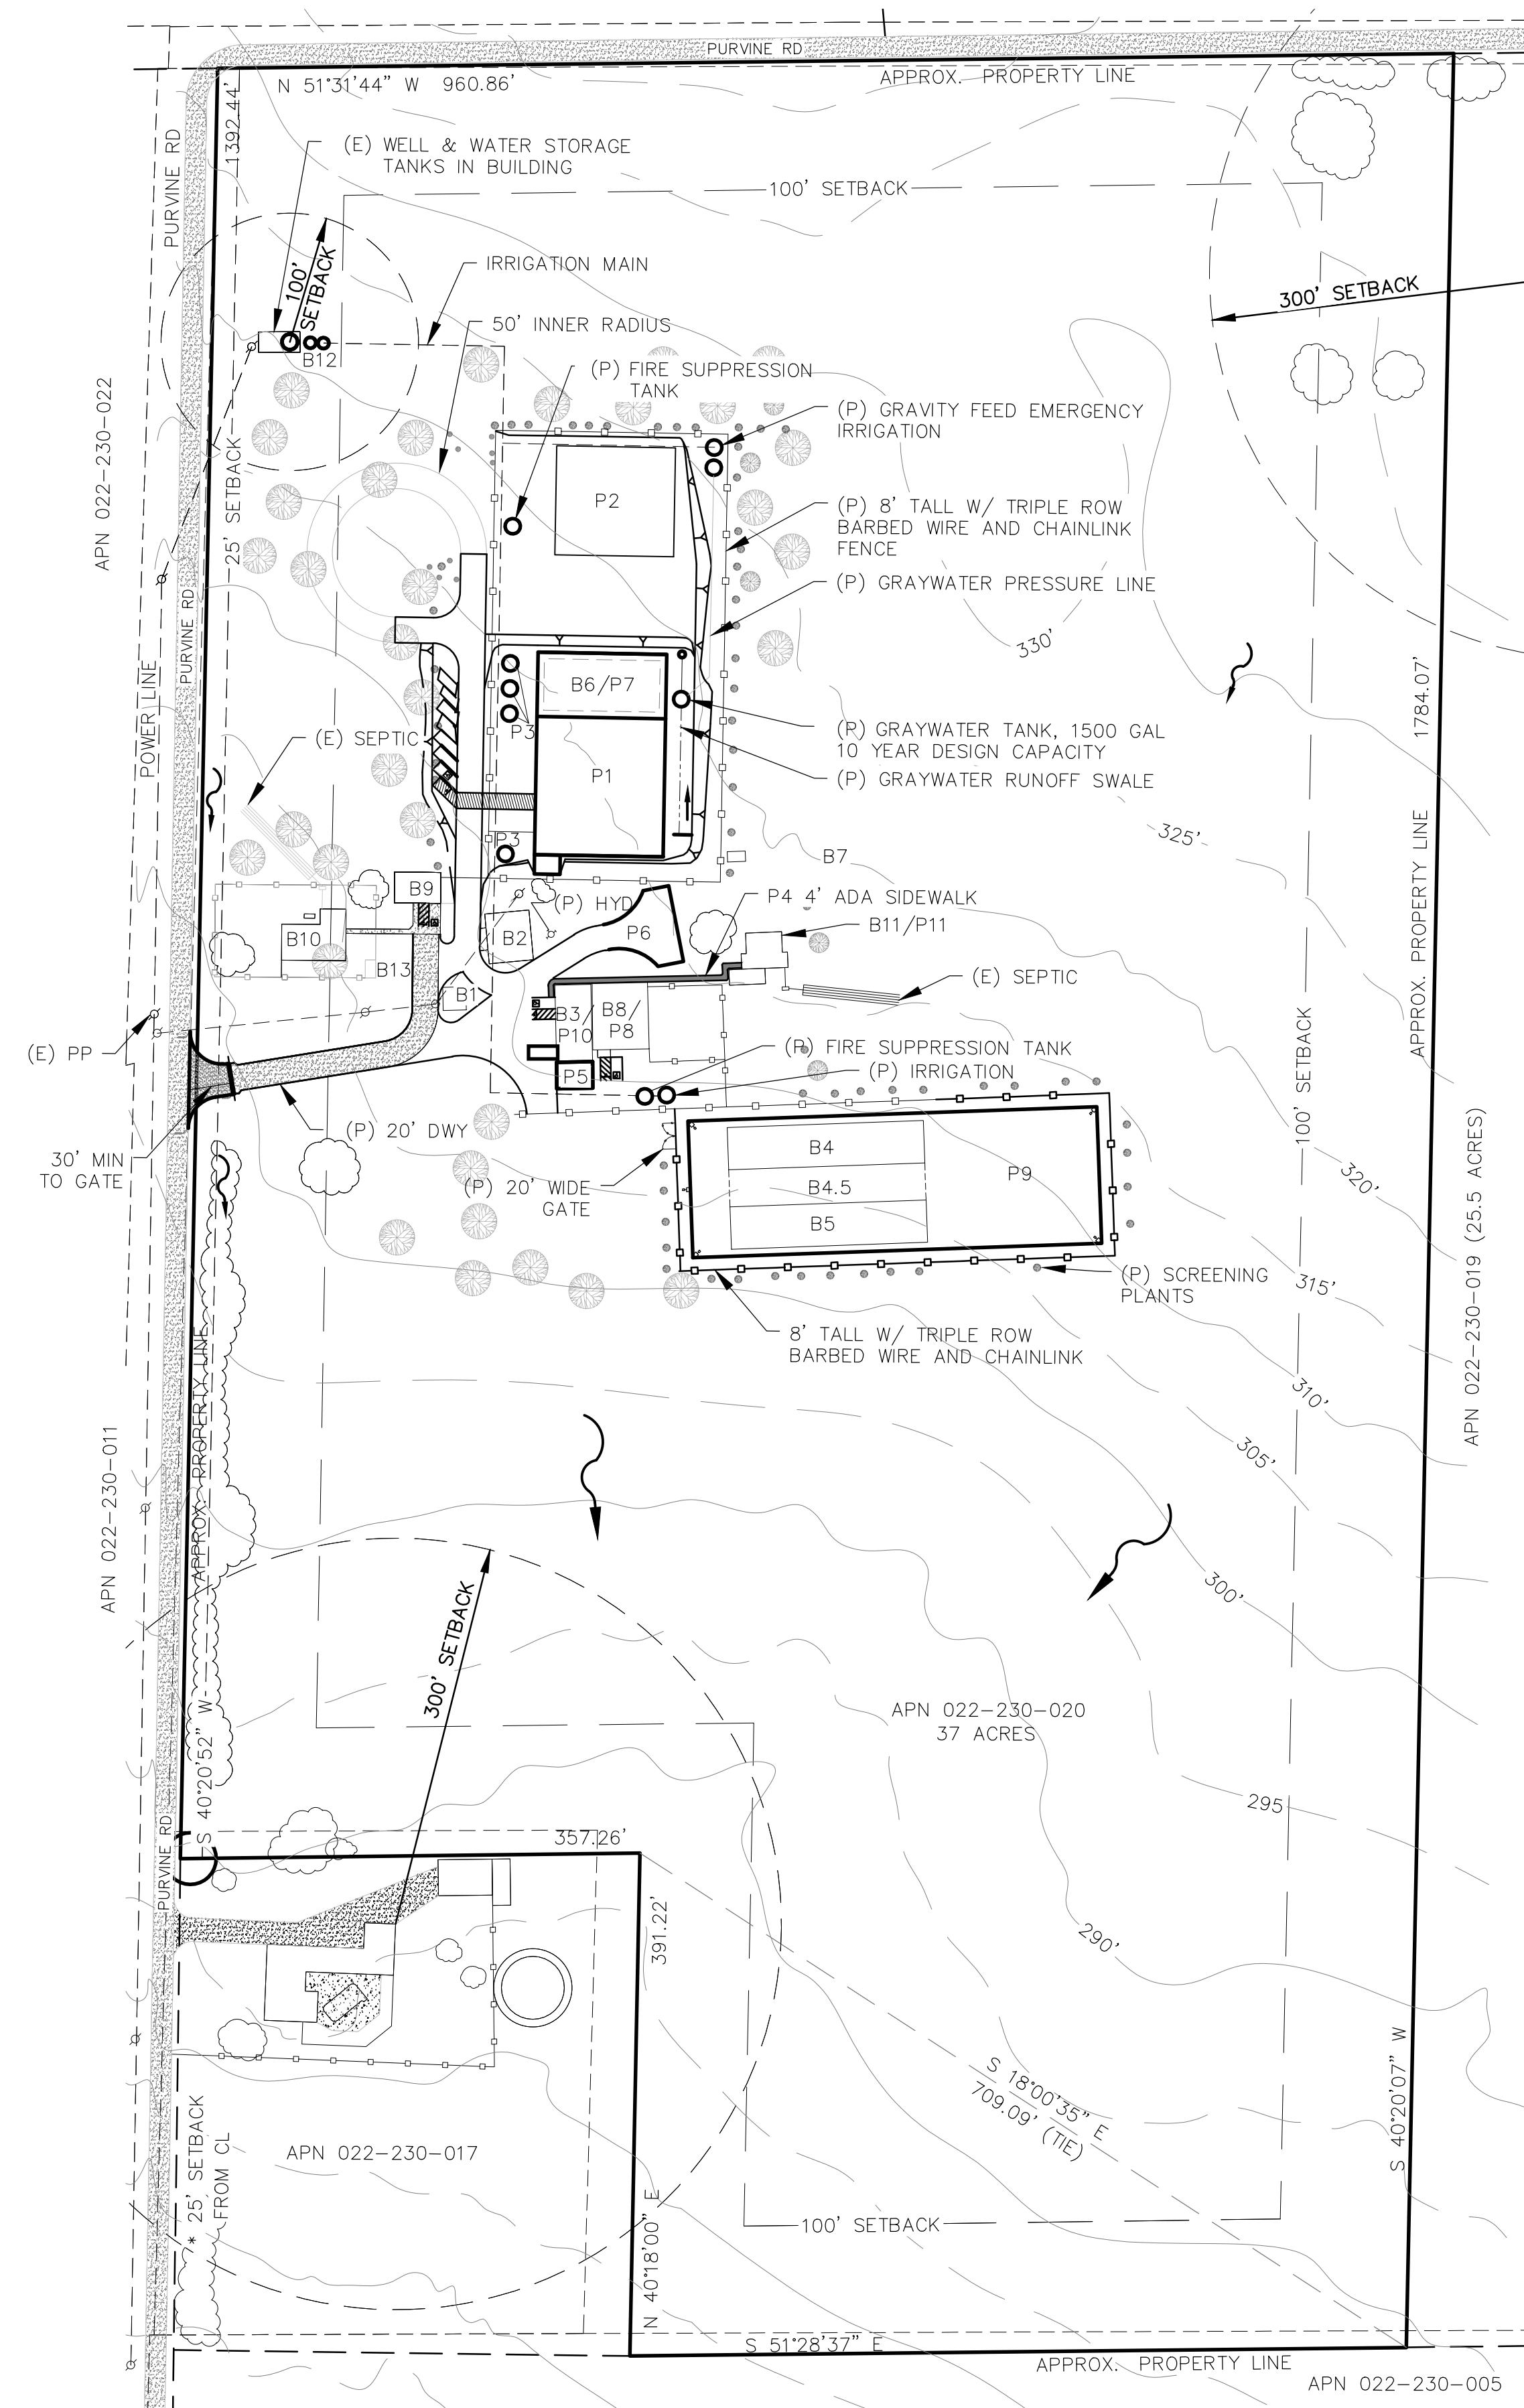 PURVINE RD
N 51°31'44" W 960.86'
APPROX. PROPERTY LINE
1392.44'
PURVINE RD
(E) WELL & WATER STORAGE
TANKS IN BUILDING
100' SETBACK
100'
SETBACK
IRRIGATION MAIN
300' SETBACK
50' INNER RADIUS
B12
(P) FIRE SUPPRESSION
TANK
APN 022-230-022
25' SETBACK
(P) GRAVITY FEED EMERGENCY
IRRIGATION
P2
(P) 8' TALL W/ TRIPLE ROW
BARBED WIRE AND CHAINLINK
FENCE
(P) GRAYWATER PRESSURE LINE
PURVINE RD
330'
POWER LINE
B6/P7
1784.07'
P3
(E) SEPTIC
(P) GRAYWATER TANK, 1500 GAL
10 YEAR DESIGN CAPACITY
P1
(P) GRAYWATER RUNOFF SWALE
P3
325'
APPROX. PROPERTY LINE
B7
B9
P4 4' ADA SIDEWALK
(P) HYD
B11/P11
B10
B2
P6
B13
(E) SEPTIC
B1
B3/
P10
B8/
P8
(E) PP
(P) FIRE SUPPRESSION TANK
(P) IRRIGATION
P5
100' SETBACK
(P) 20' DWY
30' MIN
TO GATE
B4
(P) 20' WIDE
GATE
B4.5
P9
B5
320'
APN 022-230-019 (25.5 ACRES)
(P) SCREENING
PLANTS
315'
8' TALL W/ TRIPLE ROW
BARBED WIRE AND CHAINLINK
310'
APPROX. PROPERTY LINE
305'
APN 022-230-011
300'
300' SETBACK
S 40°20'52" W
APN 022-230-020
37 ACRES
295
357.26'
PURVINE RD
391.22'
290'
S 18°00'35" E
709.09' (TIE)
S 40°20'07" W
* 25' SETBACK
FROM CL
APN 022-230-017
N 40°18'00" E
100' SETBACK
S 51°28'37" E
APPROX. PROPERTY LINE
APN 022-230-005